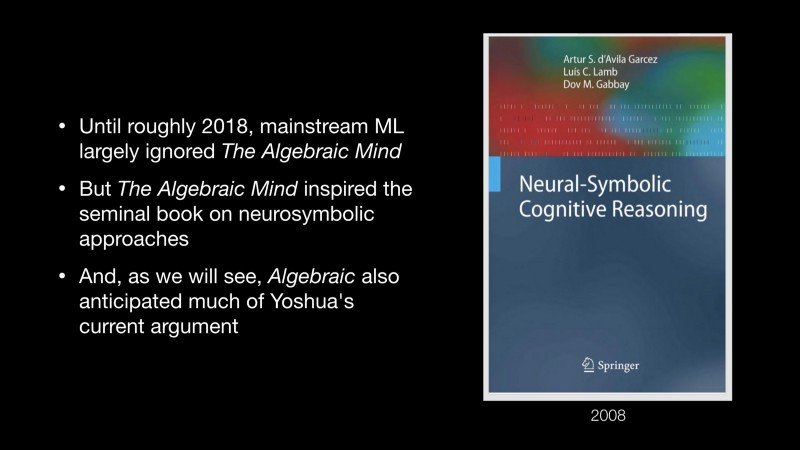 • Until roughly 2018, mainstream ML
largely ignored The Algebraic Mind
• But The Algebraic Mind inspired the
seminal book on neurosymbolic
approaches
• And, as we will see, Algebraic also
anticipated much of Yoshua's
current argument
Artur S. d'Avila Garcez
Luís C. Lamb
Dov M. Gabbay
Neural-Symbolic
Cognitive Reasoning
Springer
2008